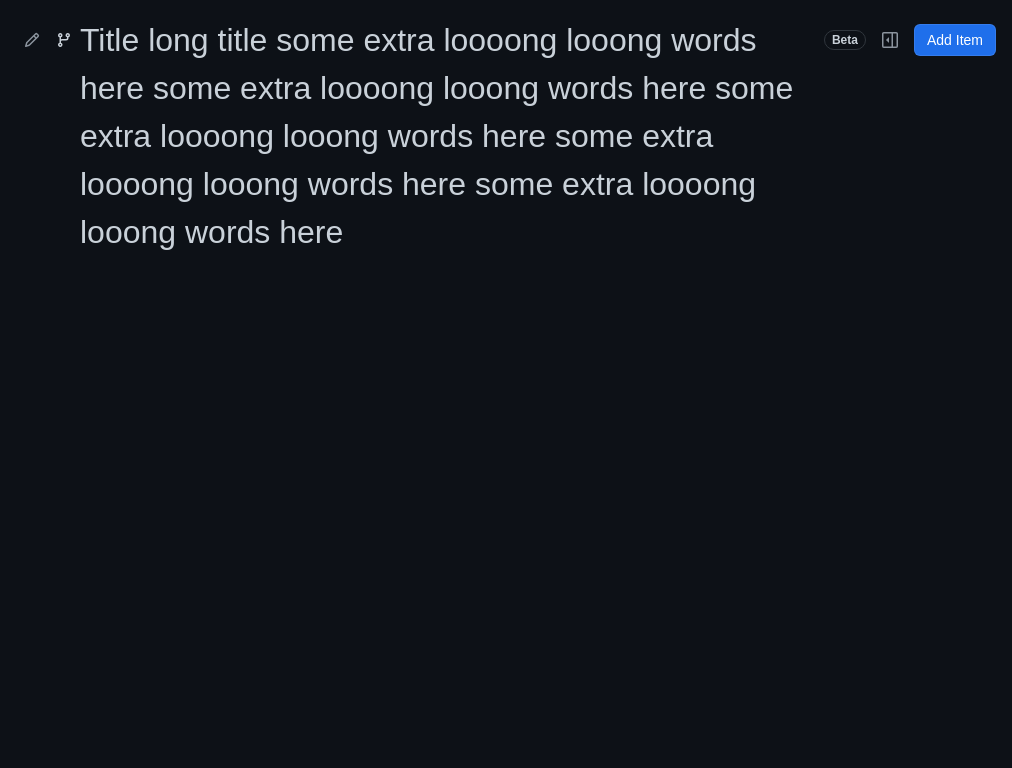 Title long title some extra loooong looong words
here some extra loooong looong words here some
extra loooong looong words here some extra
loooong looong words here some extra loooong
looong words here
Beta
Add Item